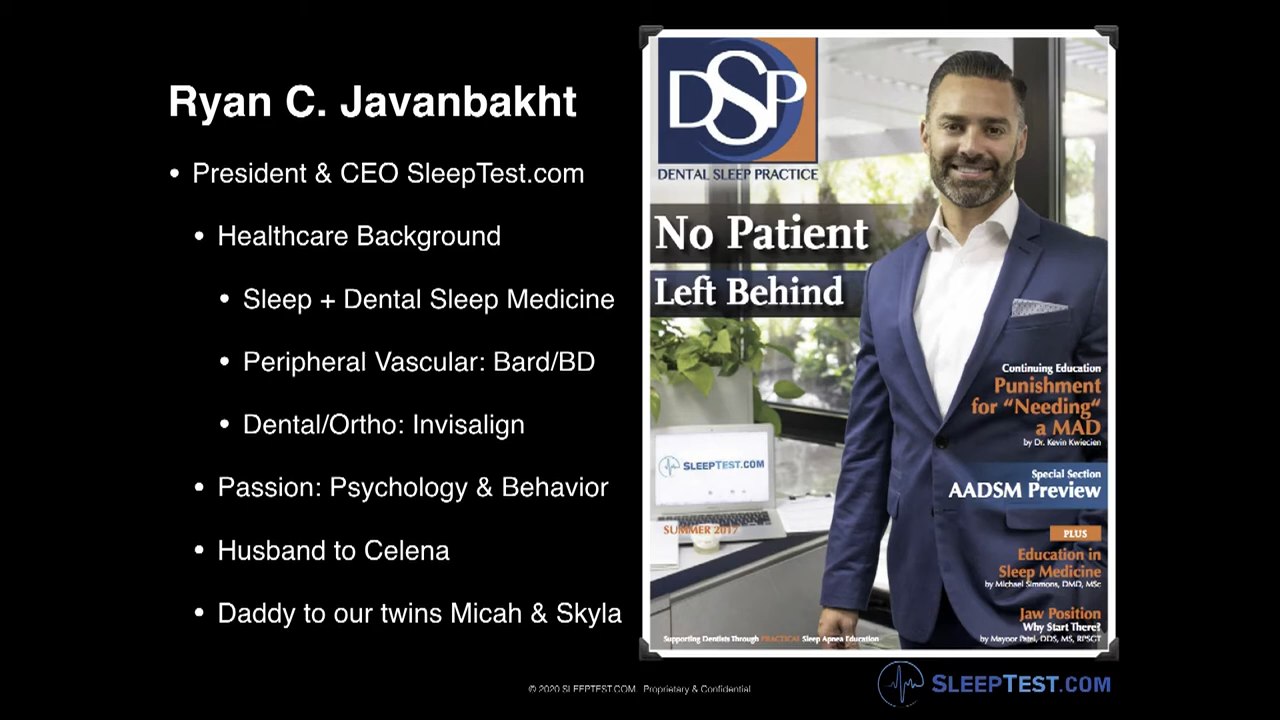 Ryan C. Javanbakht
• President & CEO SleepTest.com
• Healthcare Background
• Sleep + Dental Sleep Medicine
• Peripheral Vascular: Bard/BD
• Dental/Ortho: Invisalign
• Passion: Psychology & Behavior
• Husband to Celena
• Daddy to our twins Micah & Skyla
DSP
DENTAL SLEEP PRACTICE
No Patient
Left Behind
Continuing Education
Punishment
for “Needing“
a MAD
by Dr. Kevin Kwiecien
SLEEPTEST.COM
Special Section
AADSM Preview
SUMMER 2017
PLUS
Education in
Sleep Medicine
by Michael Simmons, DMD, MSc
Jaw Position
Why Start There?
by Mayoor Patel, DDS, MS, RPSGT
Supporting Dentists Through PRACTICAL Sleep Apnea Education
© 2020 SLEEPTEST.COM Proprietary & Confidential
SLEEPTEST.COM